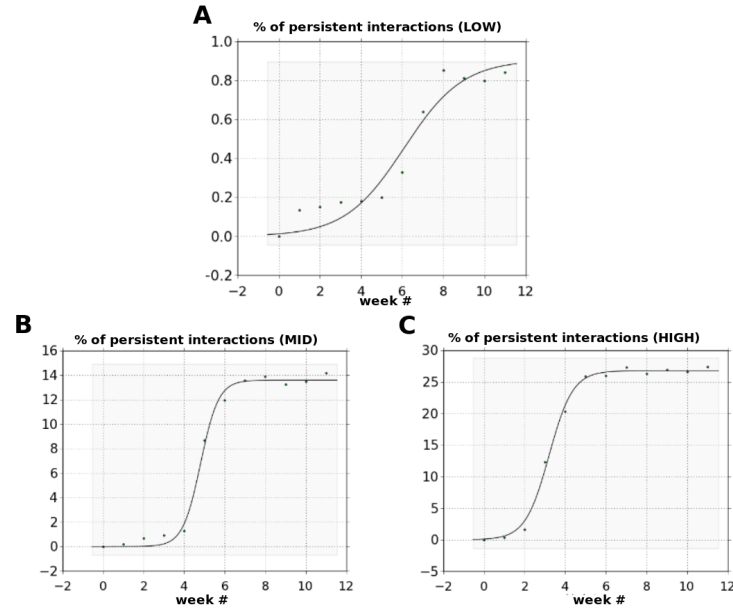 A
% of persistent interactions (LOW)
1.0
0.8
0.6
0.4
0.2
0.0
-0.2
−2 0 2 4 6 8 10 12
week #
B
% of persistent interactions (MID)
16
14
12
10
8
6
4
2
0
−2
−2 0 2 4 6 8 10 12
week #
C
% of persistent interactions (HIGH)
30
25
20
15
10
5
0
−5
−2 0 2 4 6 8 10 12
week #